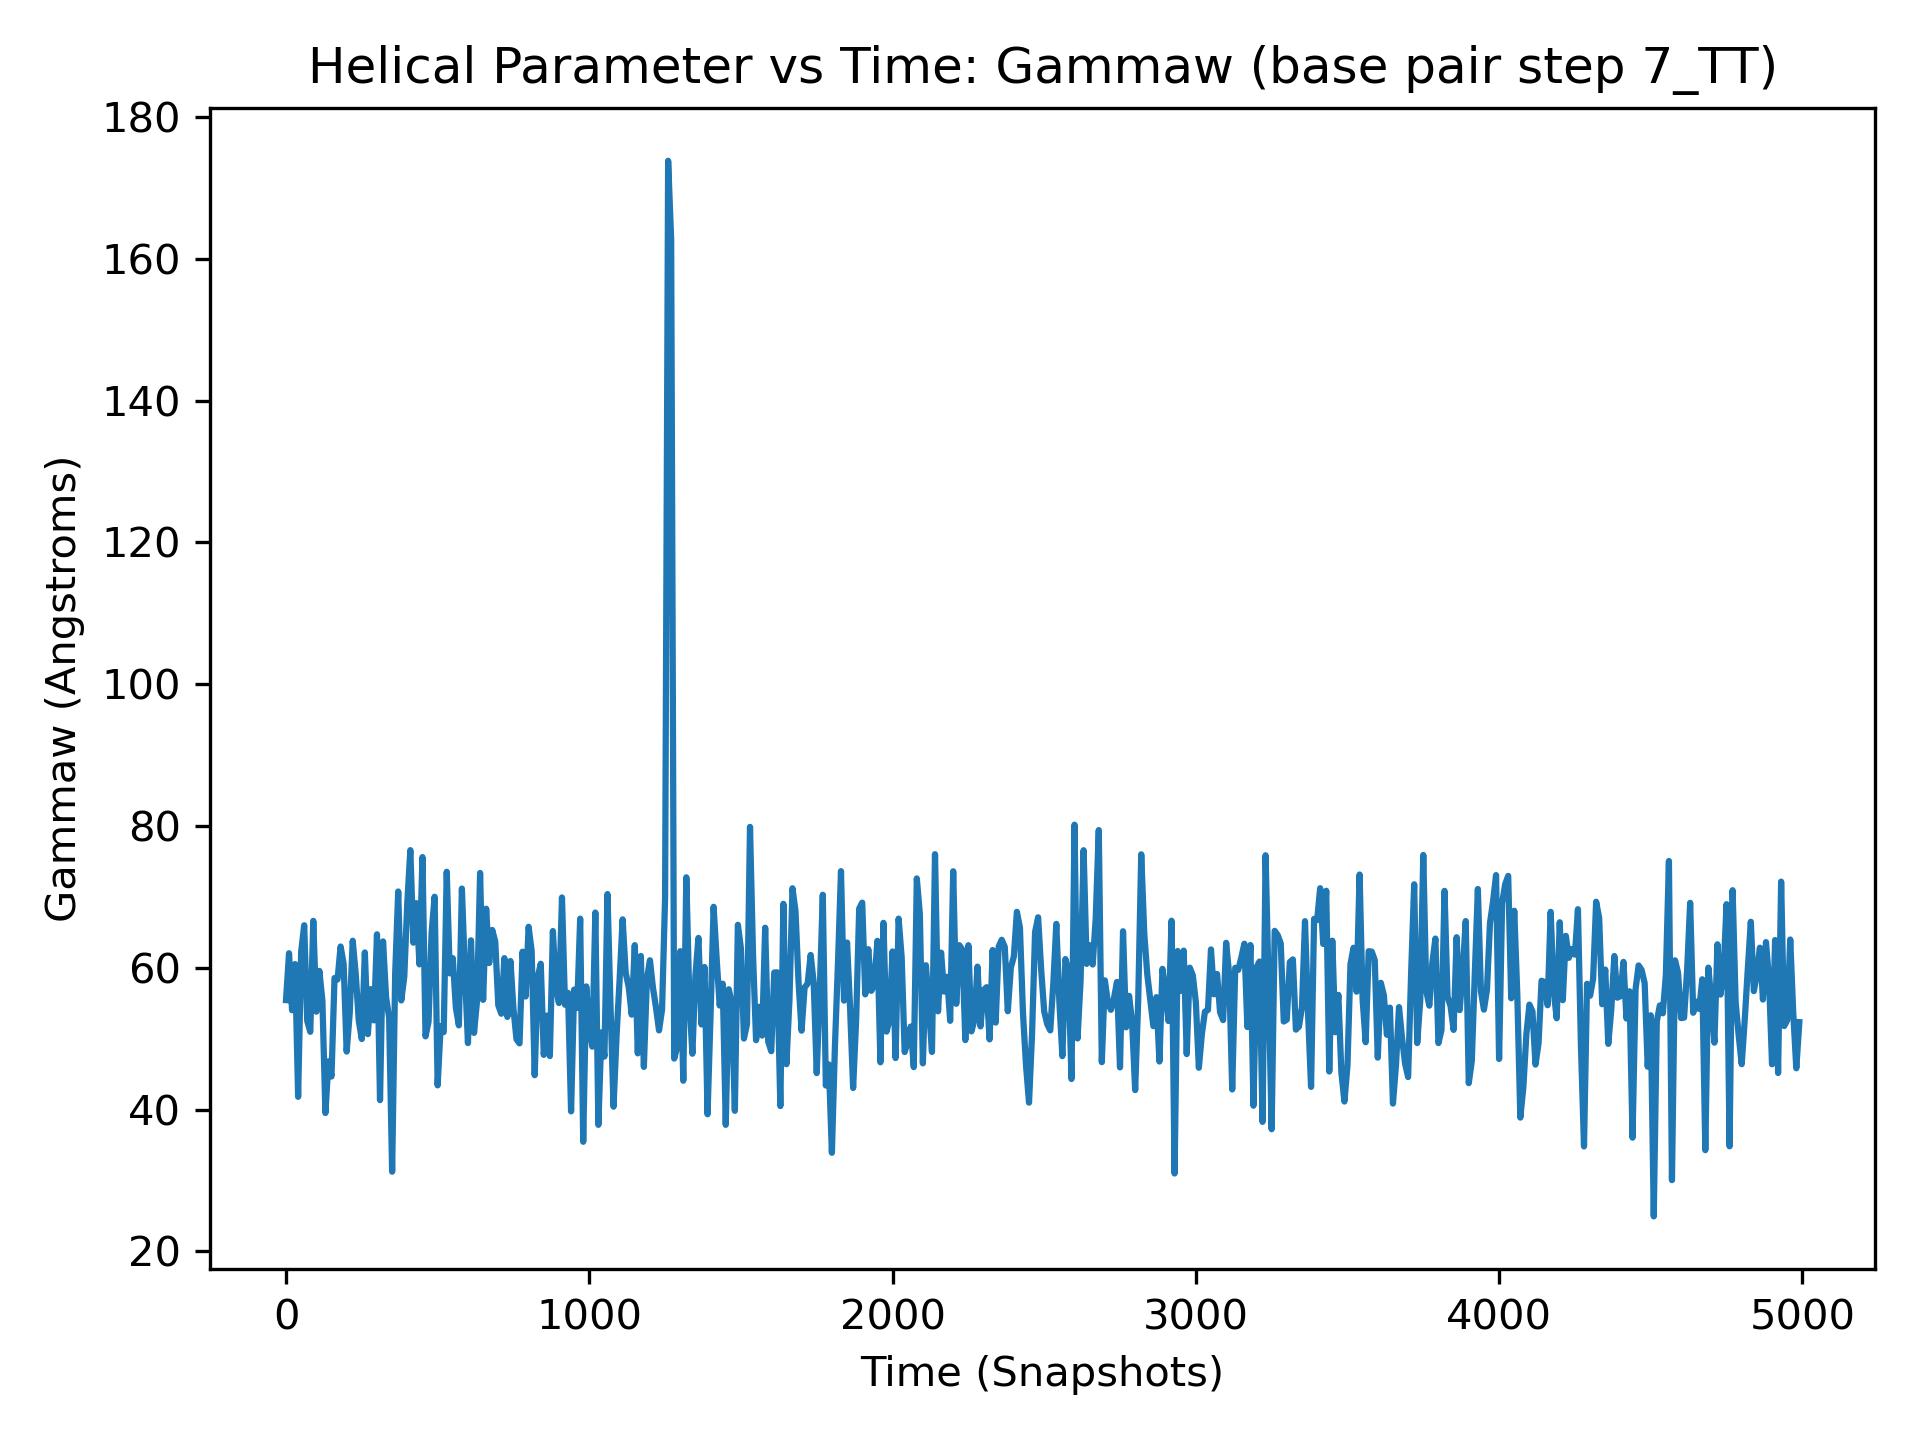 Helical Parameter vs Time: Gammaw (base pair step 7_TT)
180
160
140
120
100
80
60
40
20
Gammaw (Angstroms)
0 1000 2000 3000 4000 5000
Time (Snapshots)